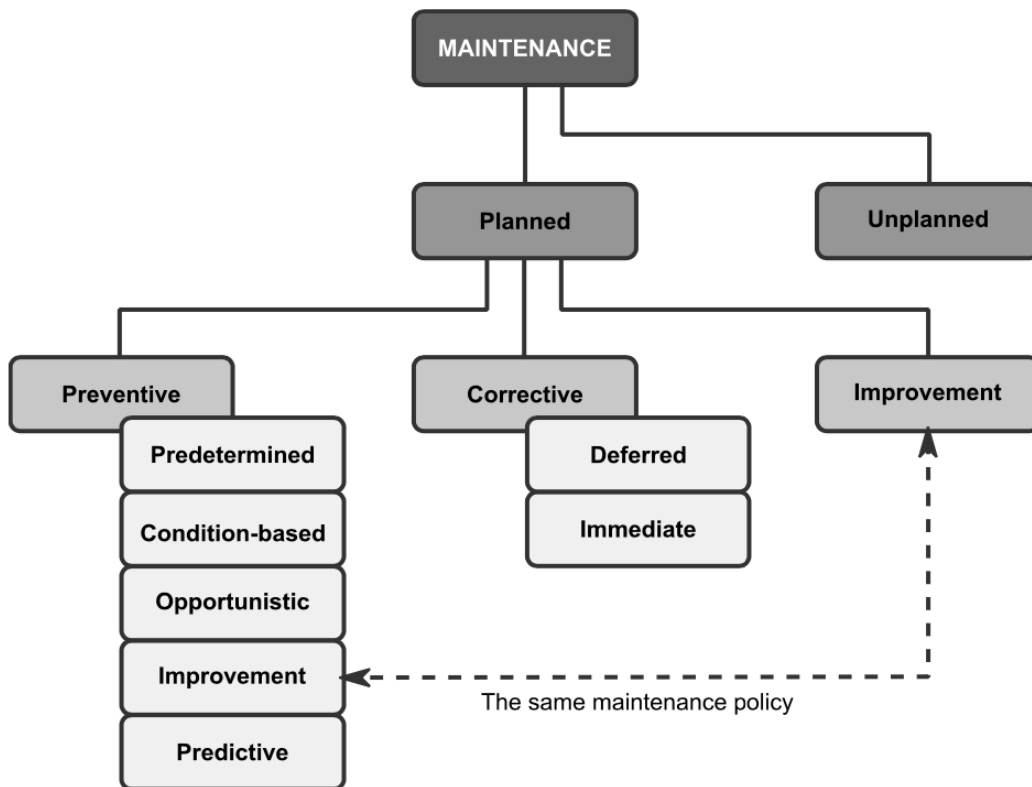 MAINTENANCE
Planned
Unplanned
Preventive
Corrective
Improvement
Predetermined
Deferred
Condition-based
Immediate
Opportunistic
Improvement
The same maintenance policy
Predictive